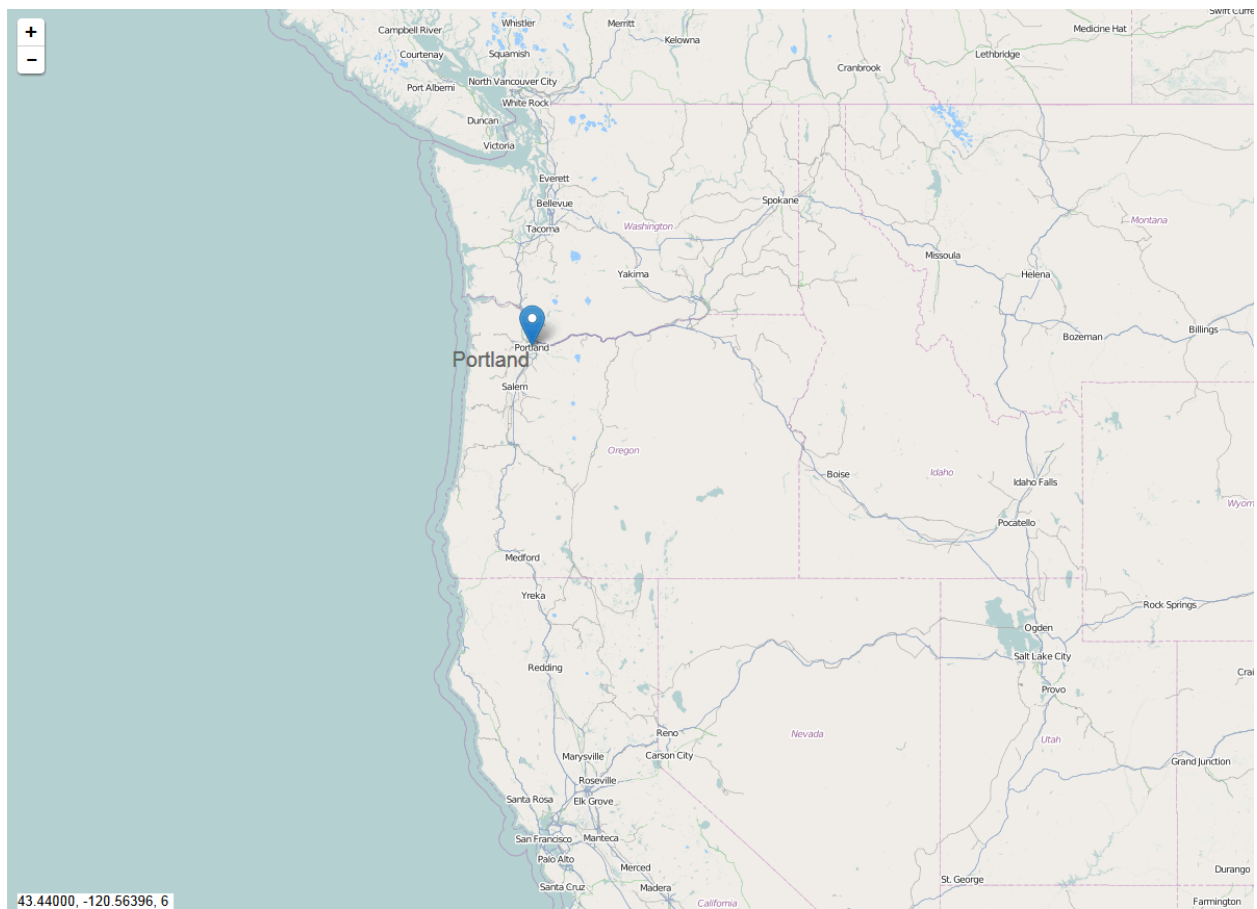 Swift Curre
Whistler
Merritt
Campbell River
Medicine Hat
+
Kelowna
Courtenay
Squamish
Lethbridge
−
Cranbrook
North Vancouver City
Port Alberni
White Rock
Duncan
Victoria
Everett
Spokane
Bellevue
Montana
Washington
Tacoma
Missoula
Yakima
Helena
Billings
Bozeman
Portland
Portland
Salem
Oregon
Idaho
Boise
Idaho Falls
Wyom
Pocatello
Medford
Yreka
Rock Springs
Ogden
Salt Lake City
Redding
Crai
Provo
Reno
Nevada
Utah
Carson City
Marysville
Grand Junction
Roseville
Santa Rosa
Elk Grove
San Francisco
Manteca
Palo Alto
Merced
Durango
St. George
Santa Cruz
Madera
43.44000, -120.56396, 6
California
Farmington